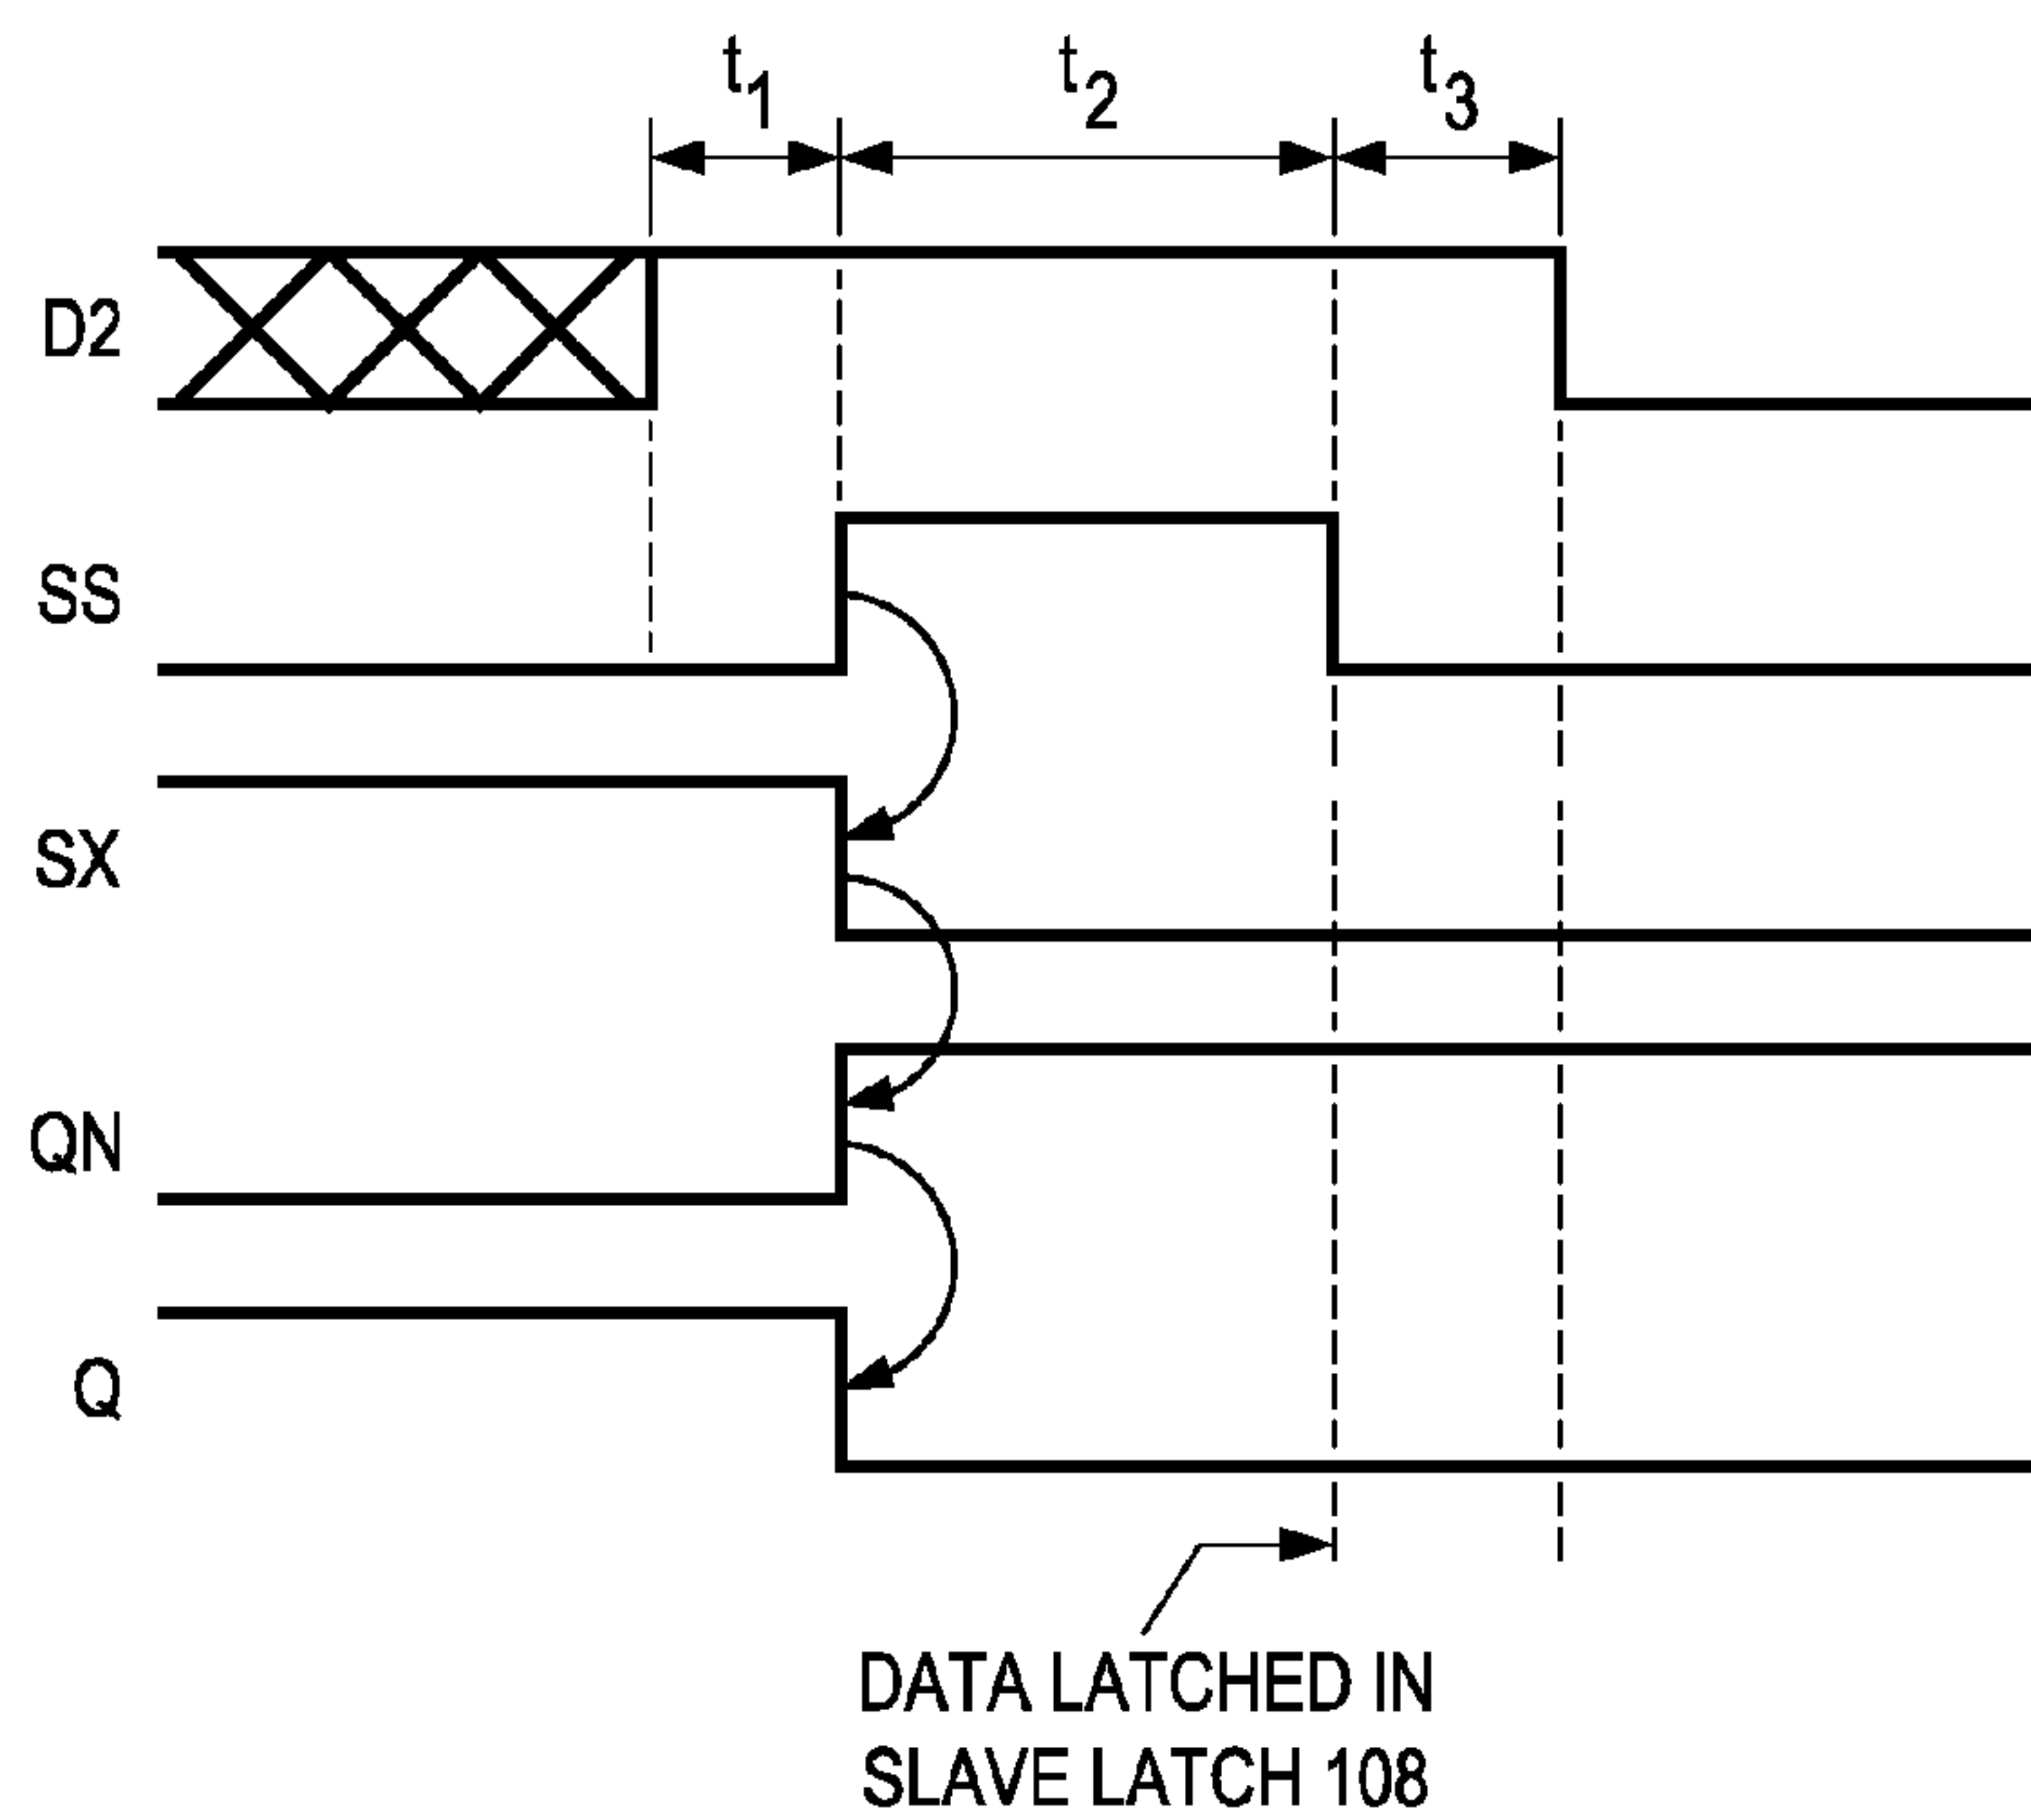 t1 t2 t3
D2
SS
SX
QN
Q
DATA LATCHED IN
SLAVE LATCH 108